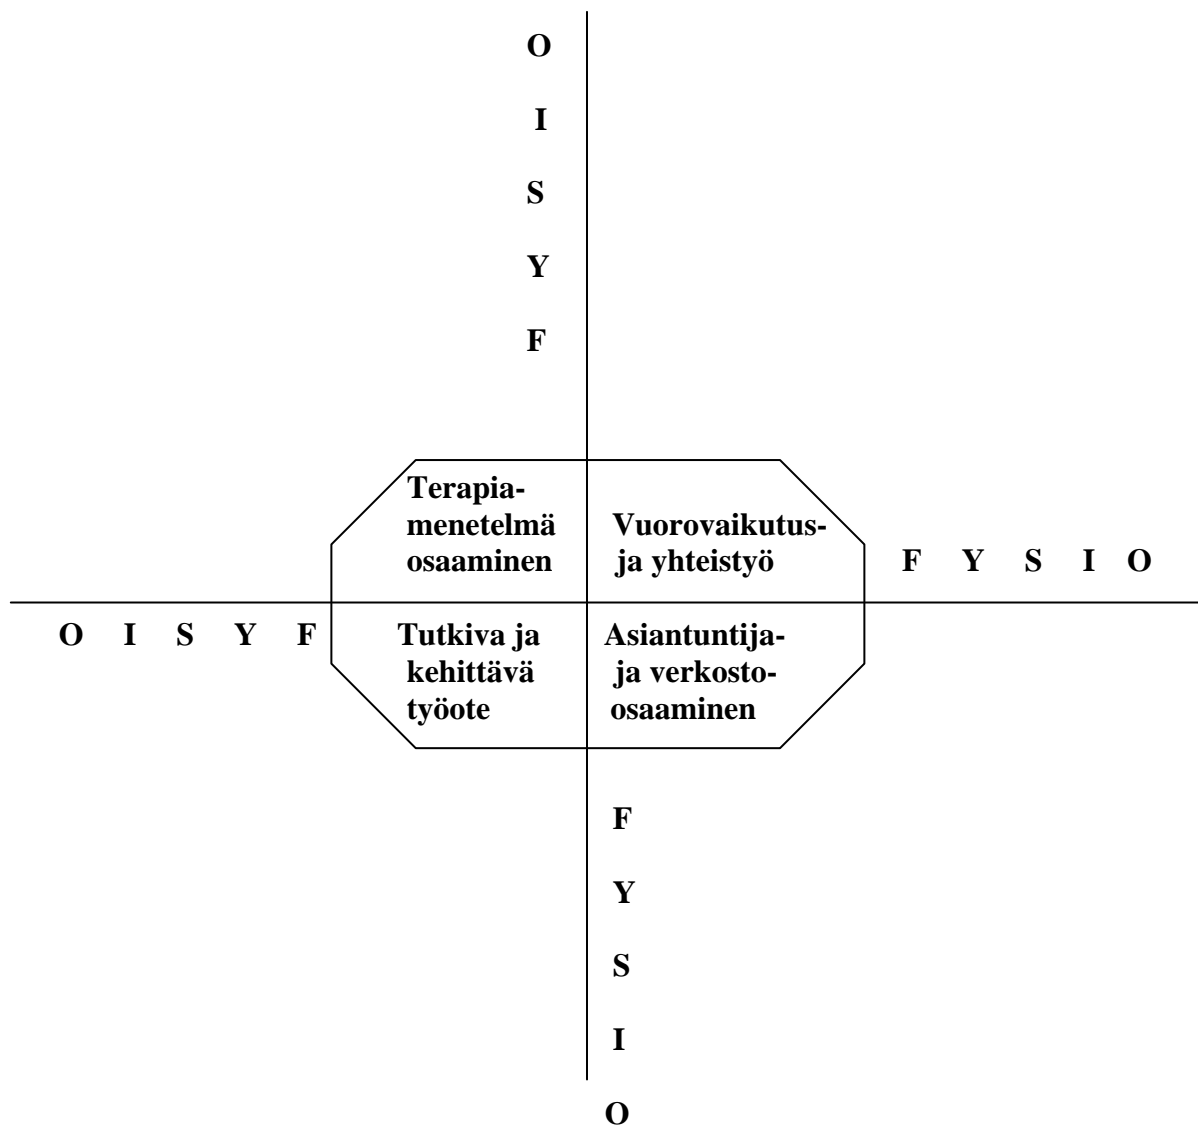 O
I
S
Y
F
Terapia-
menetelmä
osaaminen
Vuorovaikutus-
ja yhteistyö
F Y S I O
O I S Y F
Tutkiva ja
kehittävä
työote
Asiantuntija-
ja verkosto-
osaaminen
F
Y
S
I
O